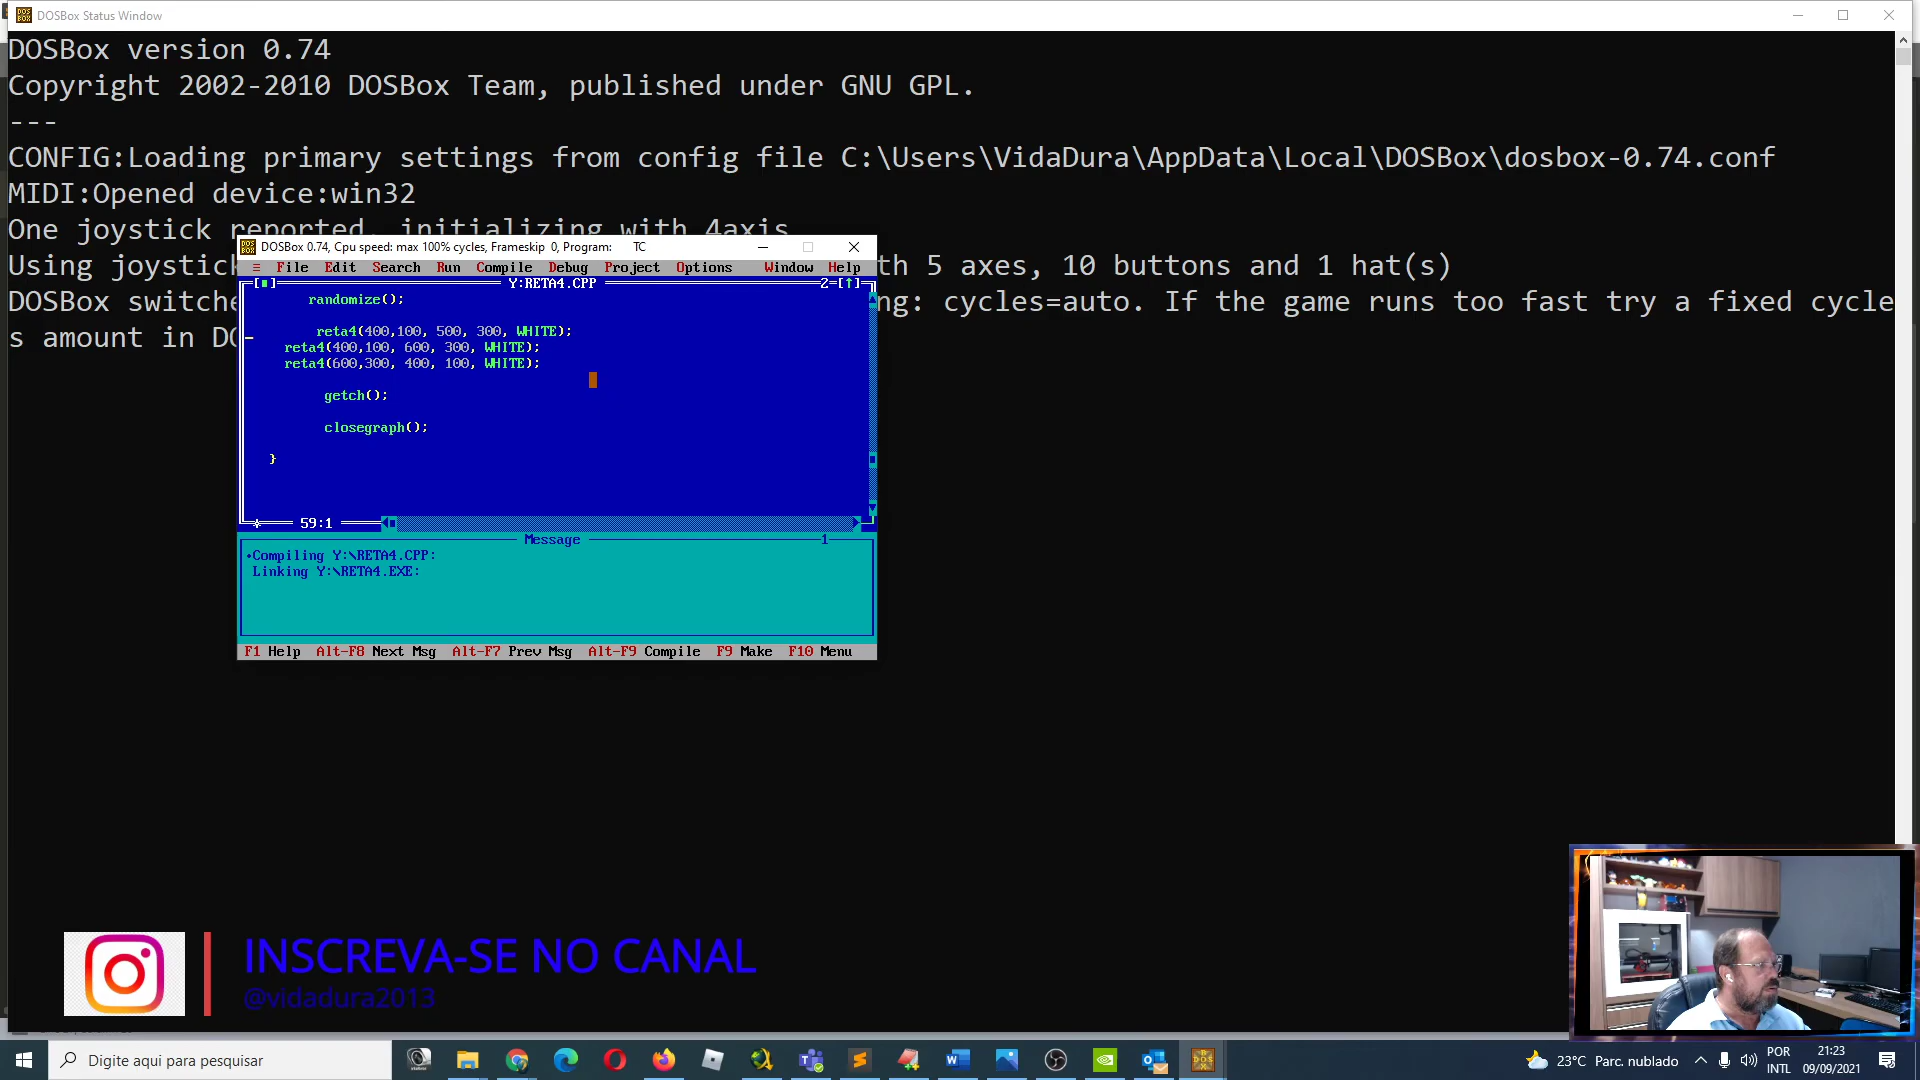 DOSBox Status Window
DOSBox version 0.74
Copyright 2002-2010 DOSBox Team, published under GNU GPL.
---
CONFIG:Loading primary settings from config file C:\Users\VidaDura\AppData\Local\DOSBox\dosbox-0.74.conf
MIDI:Opened device:win32
One joystick reported, initializing with 4axis
Using joystick
th 5 axes, 10 buttons and 1 hat(s)
DOSBox switche
ng: cycles=auto. If the game runs too fast try a fixed cycle
s amount in DO
DOSBox 0.74, Cpu speed: max 100% cycles, Frameskip 0, Program: TC
≡ File Edit Search Run Compile Debug Project Options Window Help
[■] Y:RETA4.CPP 2=[↑]
randomize();
reta4(400,100, 500, 300, WHITE);
reta4(400,100, 600, 300, WHITE);
reta4(600,300, 400, 100, WHITE);
getch();
closegraph();
}
* 59:1
Message 1
•Compiling Y:\RETA4.CPP:
Linking Y:\RETA4.EXE:
F1 Help Alt-F8 Next Msg Alt-F7 Prev Msg Alt-F9 Compile F9 Make F10 Menu
INSCREVA-SE NO CANAL
@vidadura2013
Digite aqui para pesquisar
23°C Parc. nublado
POR
INTL
21:23
09/09/2021